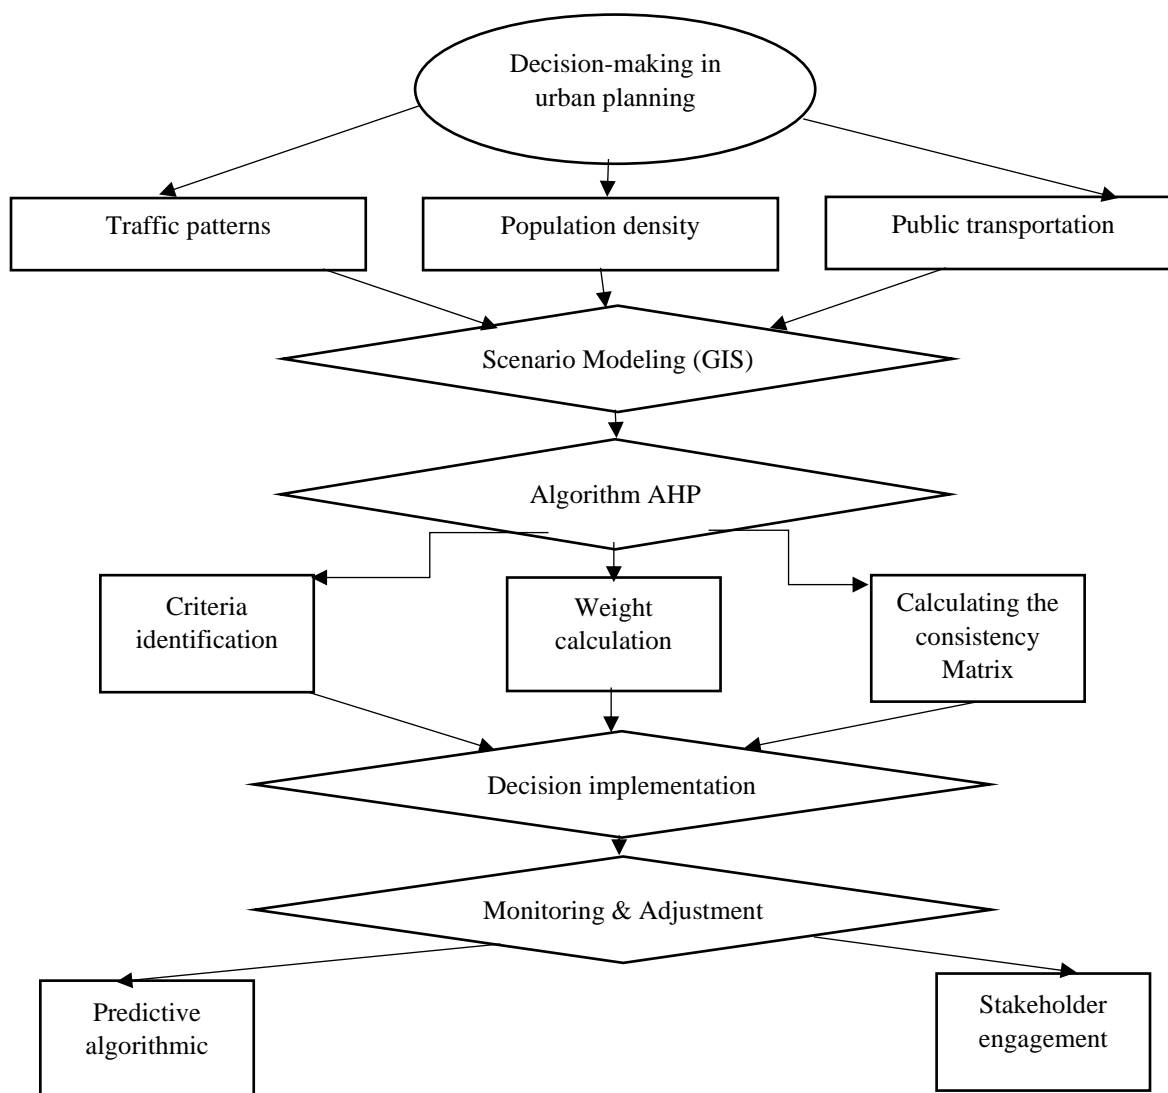 Decision-making in
urban planning
Traffic patterns
Population density
Public transportation
Scenario Modeling (GIS)
Algorithm AHP
Criteria
identification
Weight
calculation
Calculating the
consistency
Matrix
Decision implementation
Monitoring & Adjustment
Predictive
algorithmic
Stakeholder
engagement